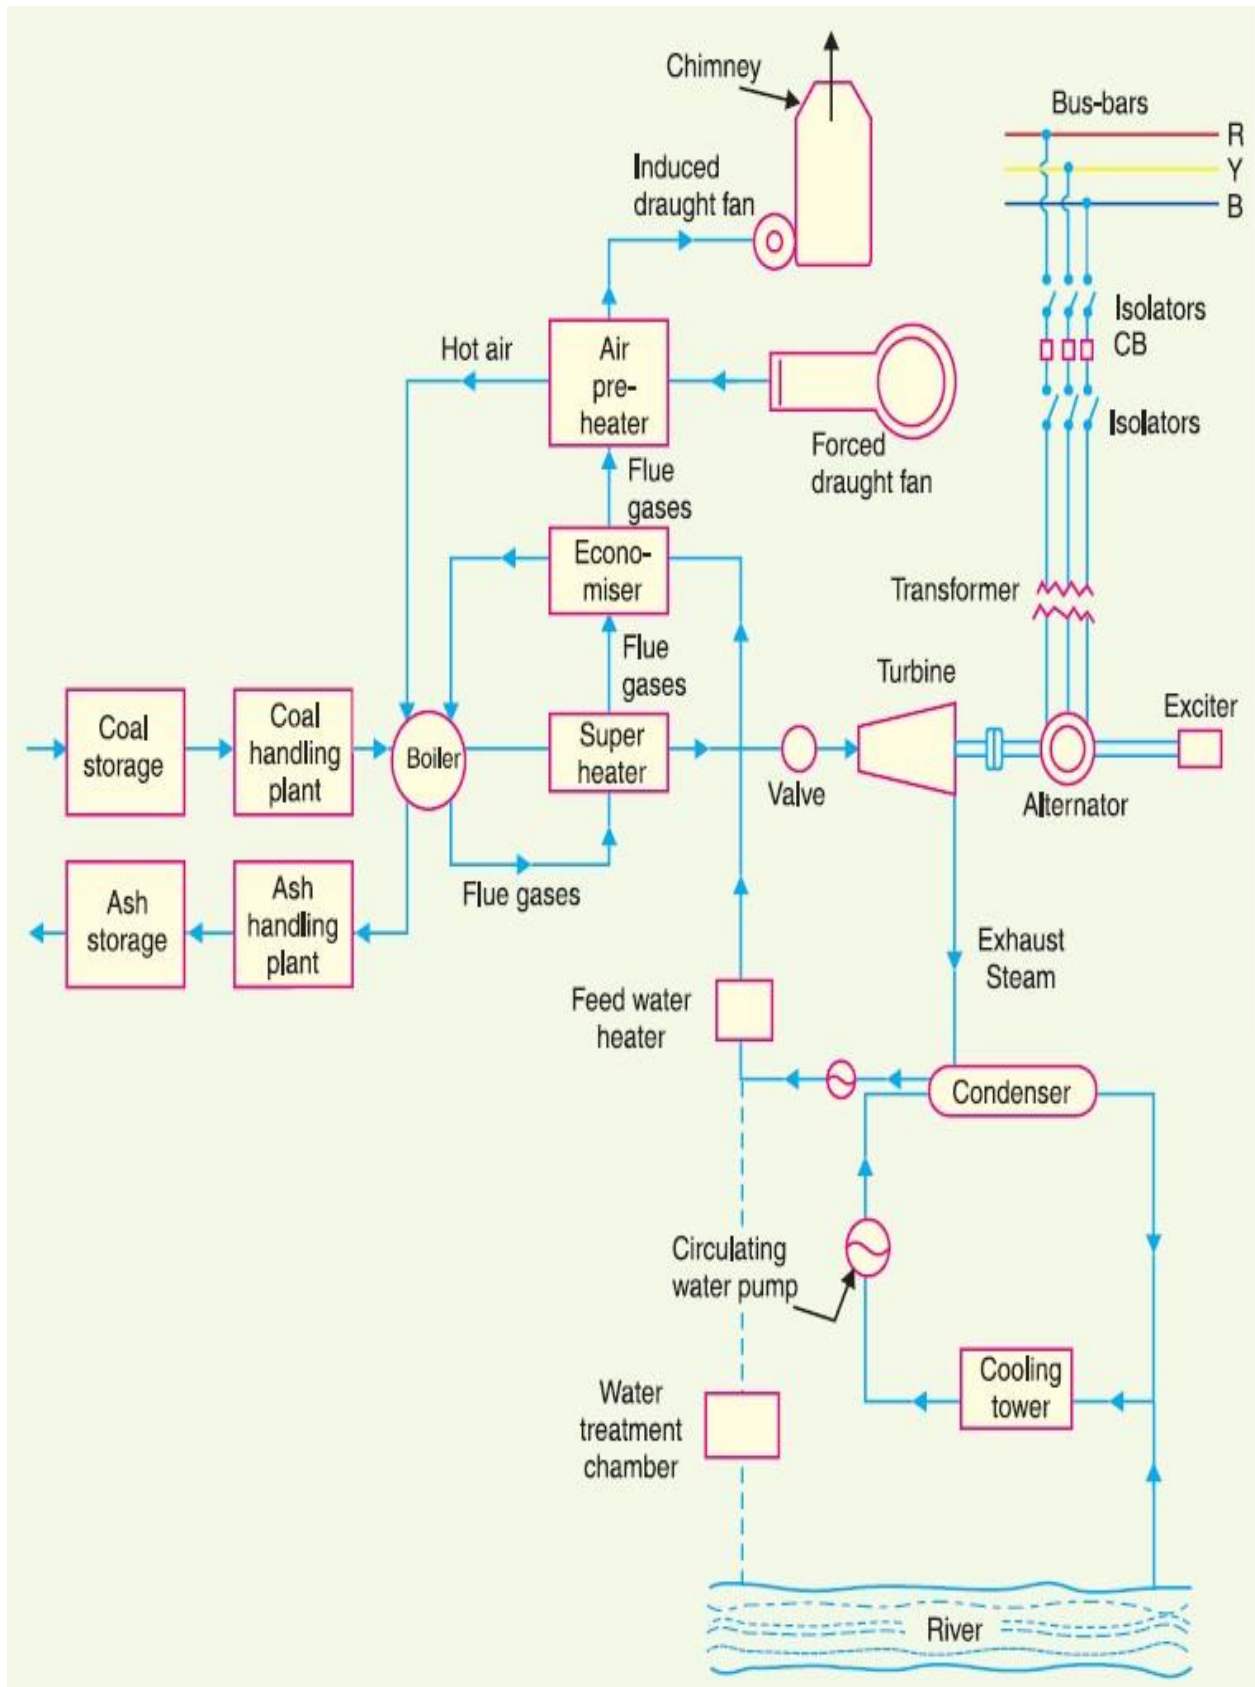 Chimney
Bus-bars
R
Y
B
Induced
draught fan
Isolators
CB
Isolators
Hot air
Air
pre-
heater
Forced
draught fan
Flue
gases
Econo-
miser
Transformer
Flue
gases
Turbine
Exciter
Coal
storage
Coal
handling
plant
Boiler
Super
heater
Valve
Alternator
Ash
storage
Ash
handling
plant
Flue gases
Exhaust
Steam
Feed water
heater
Condenser
Circulating
water pump
Cooling
tower
Water
treatment
chamber
River